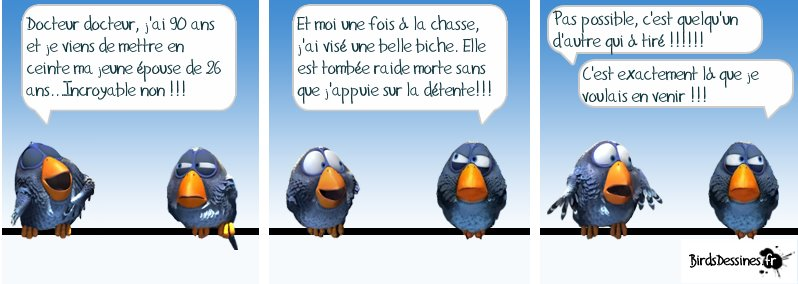 Docteur docteur, j'ai 90 ans
et je viens de mettre en
ceinte ma jeune épouse de 26
ans...Incroyable non !!!
Et moi une fois à la chasse,
j'ai visé une belle biche. Elle
est tombée raide morte sans
que j'appuie sur la détente!!!
Pas possible, c'est quelqu'un
d'autre qui à tiré !!!!!!
C'est exactement là que je
voulais en venir !!!
BirdsDessines.fr